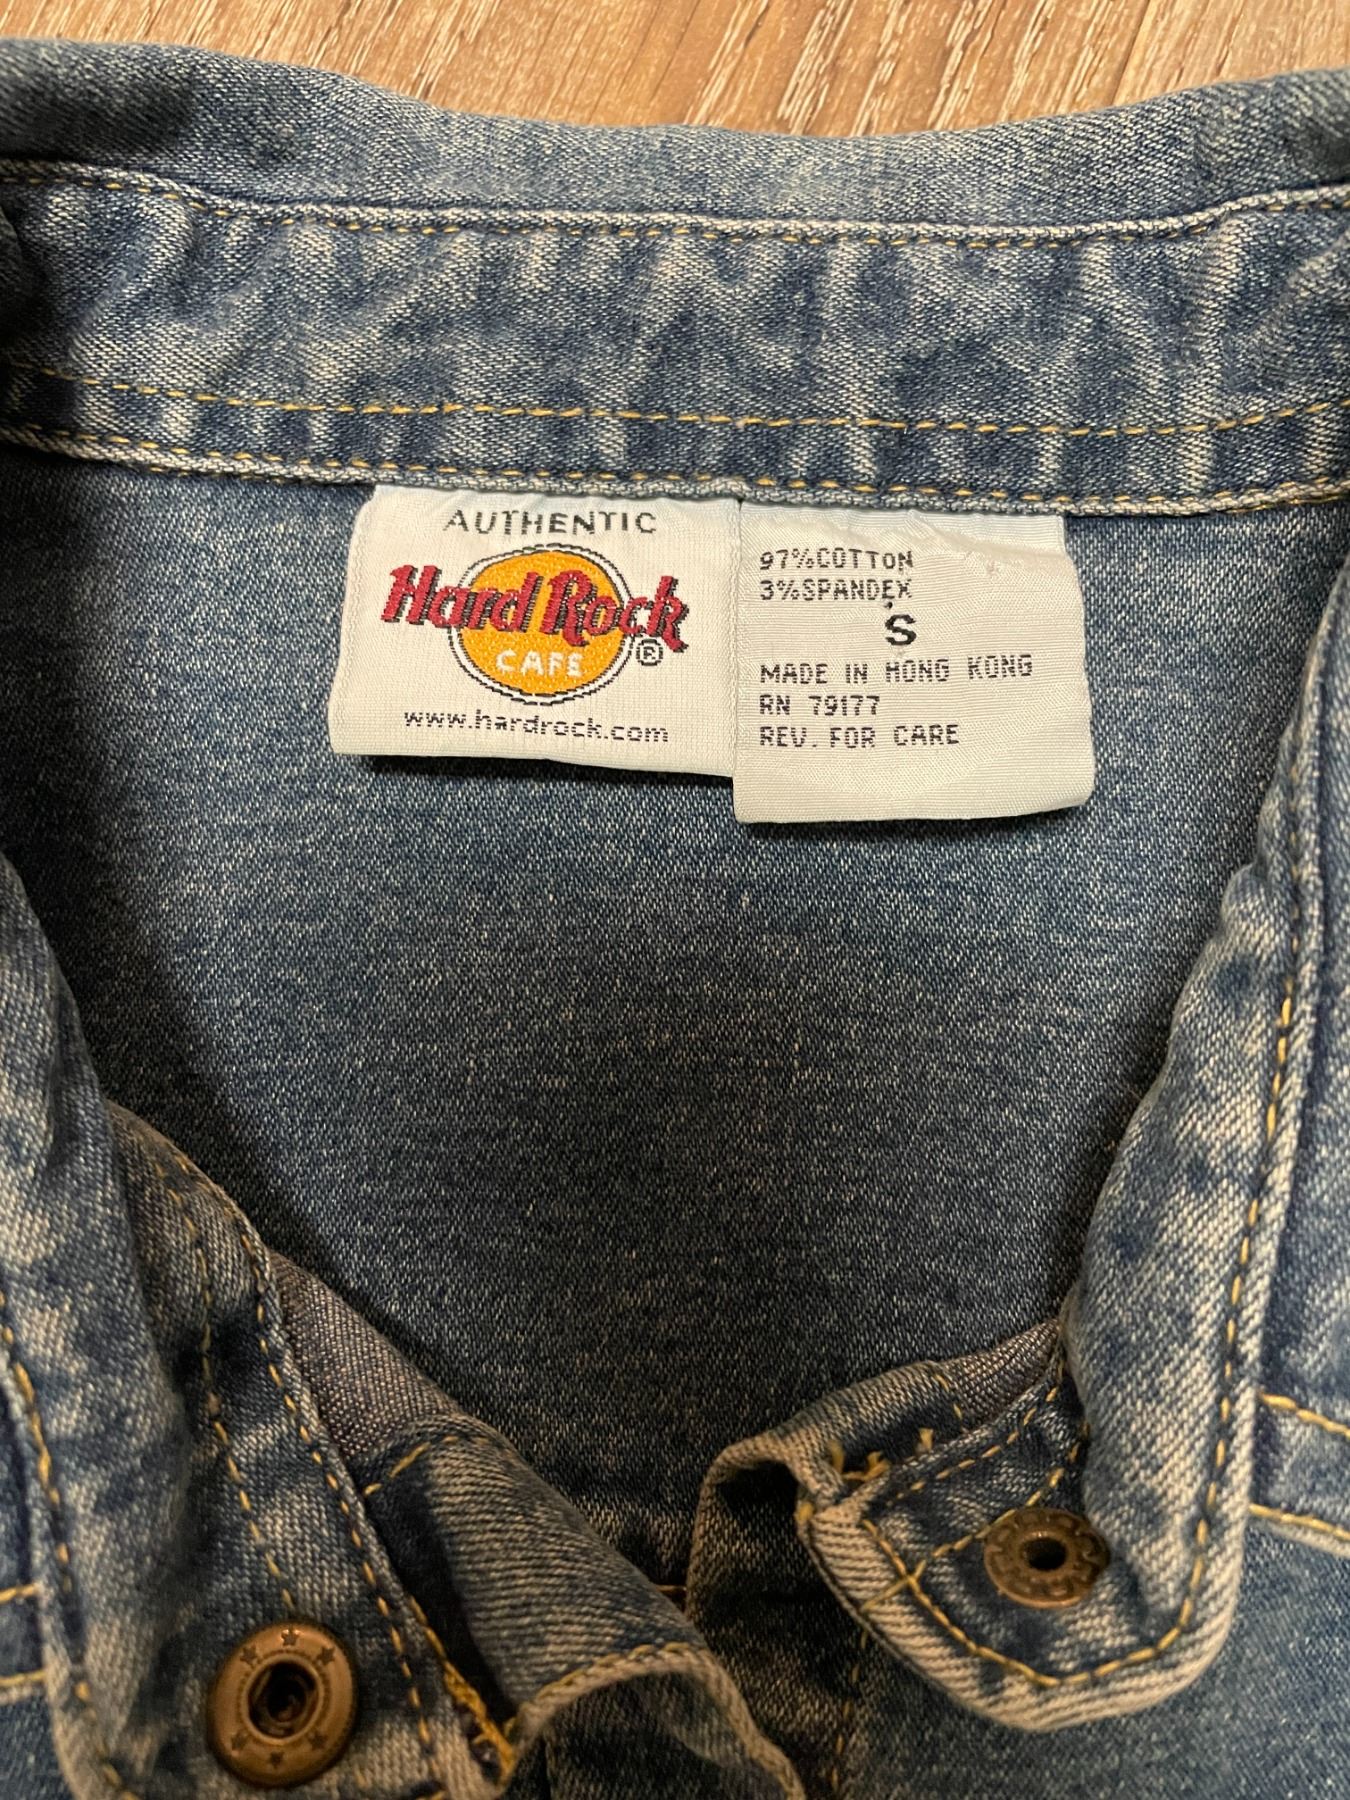 AUTHENTIC
Hard Rock
CAFE
®
www.hardrock.com
97%COTTON
3%SPANDEX
S
MADE IN HONG KONG
RN 79177
REV. FOR CARE